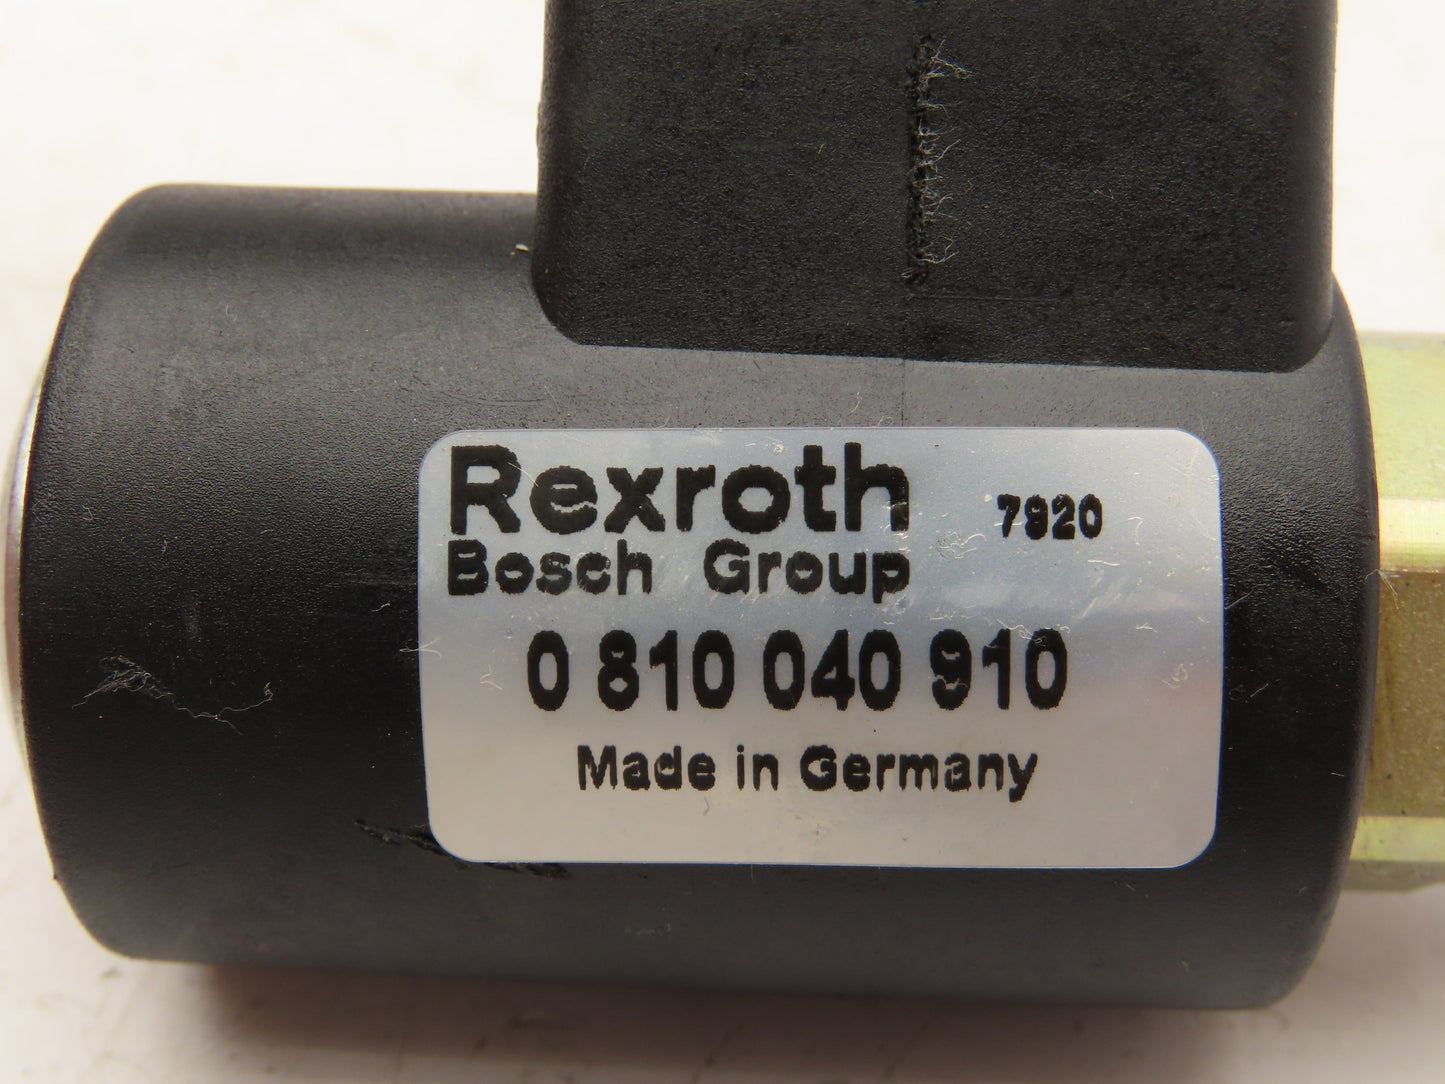 Rexroth 7920
Bosch Group
0 810 040 910
Made in Germany